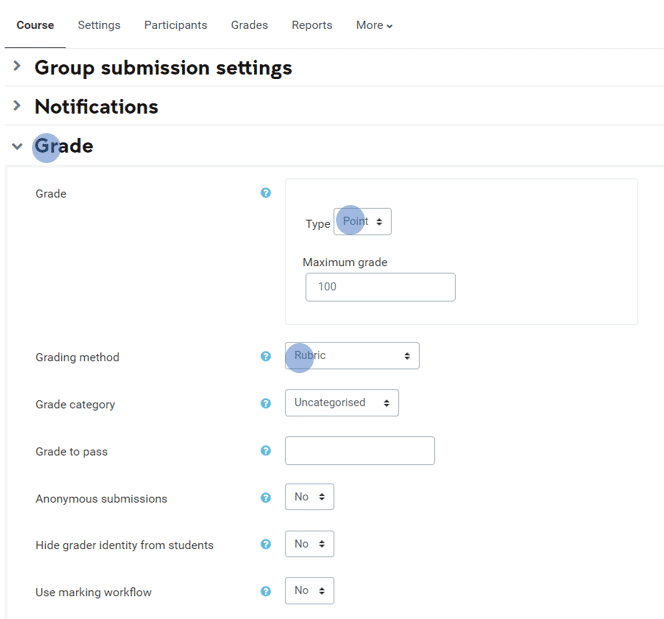 Course Settings Participants Grades Reports More
Group submission settings
Notifications
Grade
Grade
Type Point
Maximum grade
100
Grading method Rubric
Grade category Uncategorised
Grade to pass
Anonymous submissions No
Hide grader identity from students No
Use marking workflow No